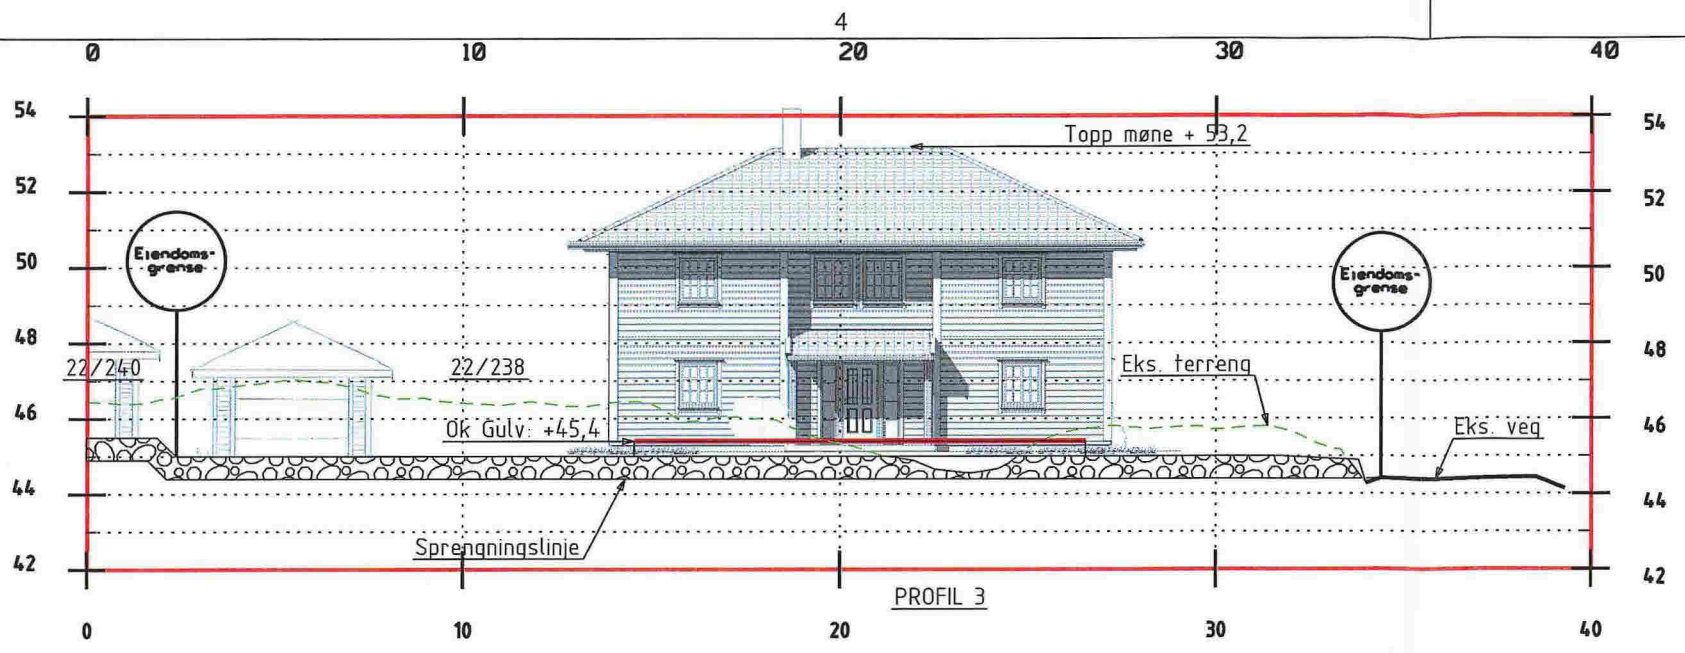 4
0 10 20 30 40
54 54
Topp møne + 53,2
52 52
Eiendoms-
grense
50 50
Eiendoms-
grense
48 48
22/240 22/238 Eks. terreng
46 46
Ok Gulv: +45,4 Eks. veg
44 44
Sprengningslinje
42 42
PROFIL 3
0 10 20 30 40